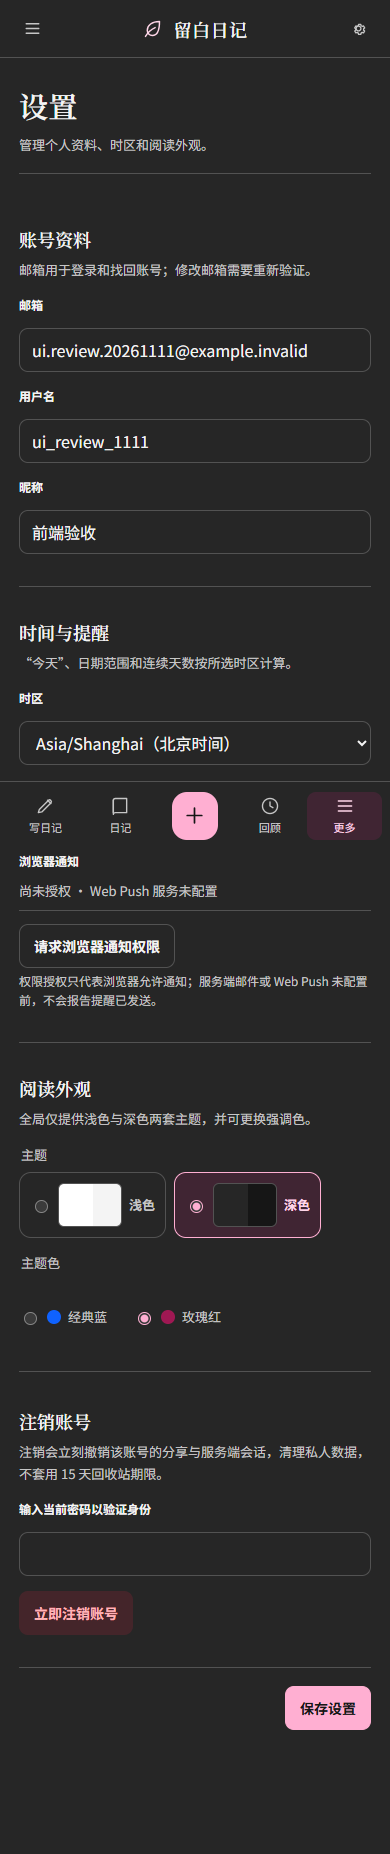 留白日记
设置
管理个人资料、时区和阅读外观。
账号资料
邮箱用于登录和找回账号；修改邮箱需要重新验证。
邮箱
ui.review.20261111@example.invalid
用户名
ui_review_1111
昵称
前端验收
时间与提醒
“今天”、日期范围和连续天数按所选时区计算。
时区
Asia/Shanghai（北京时间）
写日记
日记
回顾
更多
浏览器通知
尚未授权 · Web Push 服务未配置
请求浏览器通知权限
权限授权只代表浏览器允许通知；服务端邮件或 Web Push 未配置
前，不会报告提醒已发送。
阅读外观
全局仅提供浅色与深色两套主题，并可更换强调色。
主题
浅色
深色
主题色
经典蓝
玫瑰红
注销账号
注销会立刻撤销该账号的分享与服务端会话，清理私人数据，
不套用 15 天回收站期限。
输入当前密码以验证身份
立即注销账号
保存设置